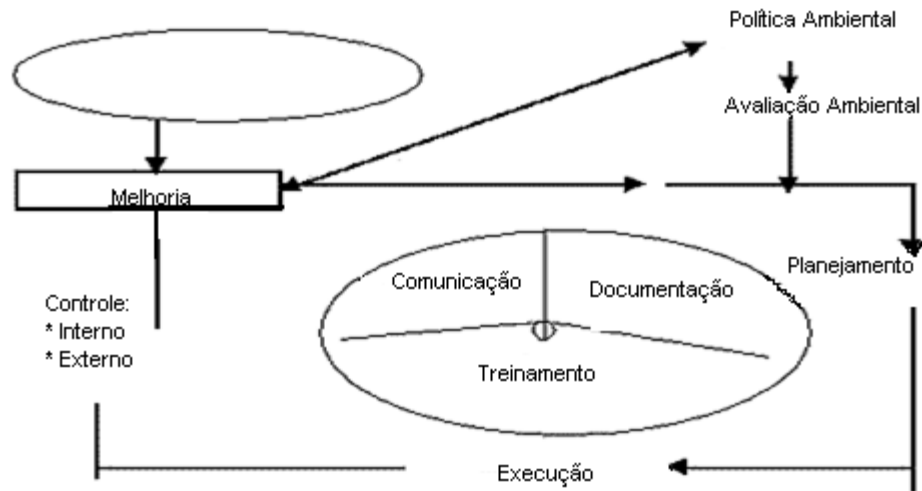 Política Ambiental
Avaliação Ambiental
Melhoria
Comunicação
Documentação
Planejamento
Controle:
* Interno
* Externo
Treinamento
Execução